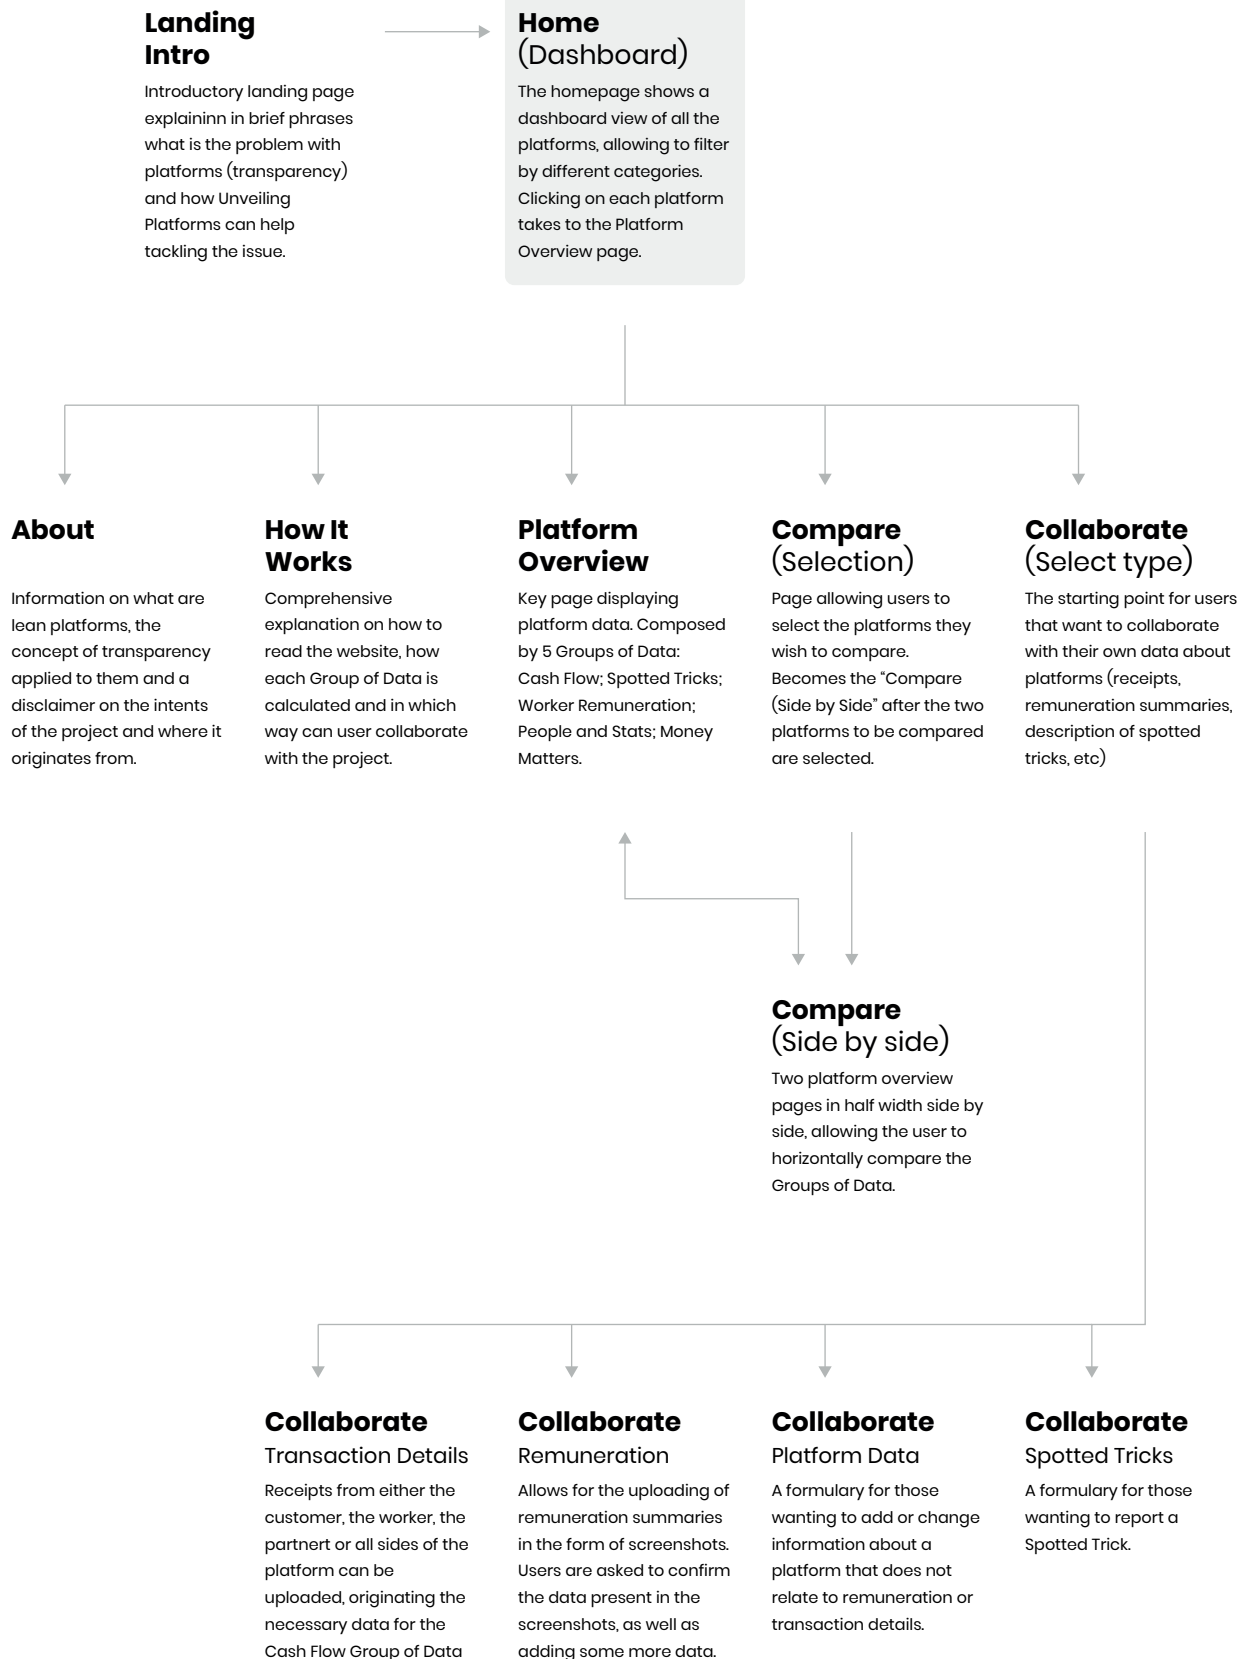 Landing
Intro
Introductory landing page
explaininn in brief phrases
what is the problem with
platforms (transparency)
and how Unveiling
Platforms can help
tackling the issue.
Home
(Dashboard)
The homepage shows a
dashboard view of all the
platforms, allowing to filter
by different categories.
Clicking on each platform
takes to the Platform
Overview page.
About
Information on what are
lean platforms, the
concept of transparency
applied to them and a
disclaimer on the intents
of the project and where it
originates from.
How It
Works
Comprehensive
explanation on how to
read the website, how
each Group of Data is
calculated and in which
way can user collaborate
with the project.
Platform
Overview
Key page displaying
platform data. Composed
by 5 Groups of Data:
Cash Flow; Spotted Tricks;
Worker Remuneration;
People and Stats; Money
Matters.
Compare
(Selection)
Page allowing users to
select the platforms they
wish to compare.
Becomes the “Compare
(Side by Side” after the two
platforms to be compared
are selected.
Collaborate
(Select type)
The starting point for users
that want to collaborate
with their own data about
platforms (receipts,
remuneration summaries,
description of spotted
tricks, etc)
Compare
(Side by side)
Two platform overview
pages in half width side by
side, allowing the user to
horizontally compare the
Groups of Data.
Collaborate
Transaction Details
Receipts from either the
customer, the worker, the
partnert or all sides of the
platform can be
uploaded, originating the
necessary data for the
Cash Flow Group of Data
Collaborate
Remuneration
Allows for the uploading of
remuneration summaries
in the form of screenshots.
Users are asked to confirm
the data present in the
screenshots, as well as
adding some more data.
Collaborate
Platform Data
A formulary for those
wanting to add or change
information about a
platform that does not
relate to remuneration or
transaction details.
Collaborate
Spotted Tricks
A formulary for those
wanting to report a
Spotted Trick.